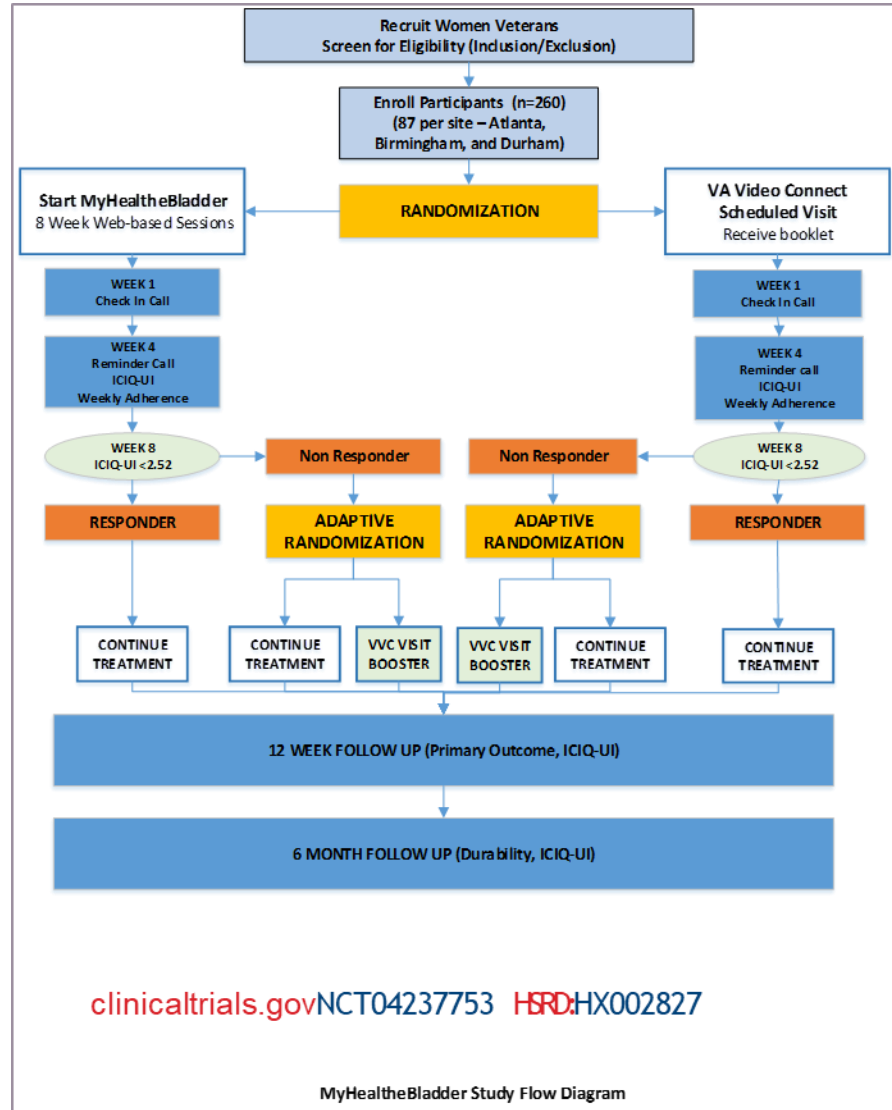 Recruit Women Veterans
Screen for Eligibility (Inclusion/Exclusion)
Enroll Participants (n=260)
(87 per site – Atlanta,
Birmingham, and Durham)
Start MyHealtheBladder
8 Week Web-based Sessions
RANDOMIZATION
VA Video Connect
Scheduled Visit
Receive booklet
WEEK 1
Check In Call
WEEK 1
Check In Call
WEEK 4
Reminder Call
ICIQ-UI
Weekly Adherence
WEEK 4
Reminder call
ICIQ-UI
Weekly Adherence
WEEK 8
ICIQ-UI <2.52
Non Responder
Non Responder
WEEK 8
ICIQ-UI <2.52
RESPONDER
ADAPTIVE
RANDOMIZATION
ADAPTIVE
RANDOMIZATION
RESPONDER
CONTINUE
TREATMENT
CONTINUE
TREATMENT
VVC VISIT
BOOSTER
VVC VISIT
BOOSTER
CONTINUE
TREATMENT
CONTINUE
TREATMENT
12 WEEK FOLLOW UP (Primary Outcome, ICIQ-UI)
6 MONTH FOLLOW UP (Durability, ICIQ-UI)
clinicaltrials.govNCT04237753 HSRD:HX002827
MyHealtheBladder Study Flow Diagram